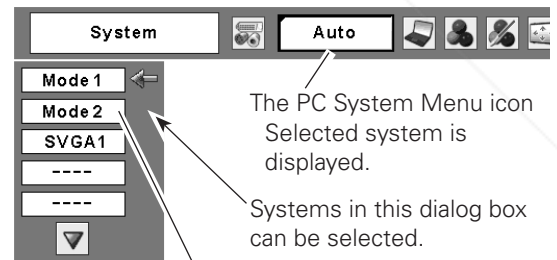 System
Auto
Mode 1
Mode 2
SVGA1
----
----
The PC System Menu icon
Selected system is
displayed.
Systems in this dialog box
can be selected.